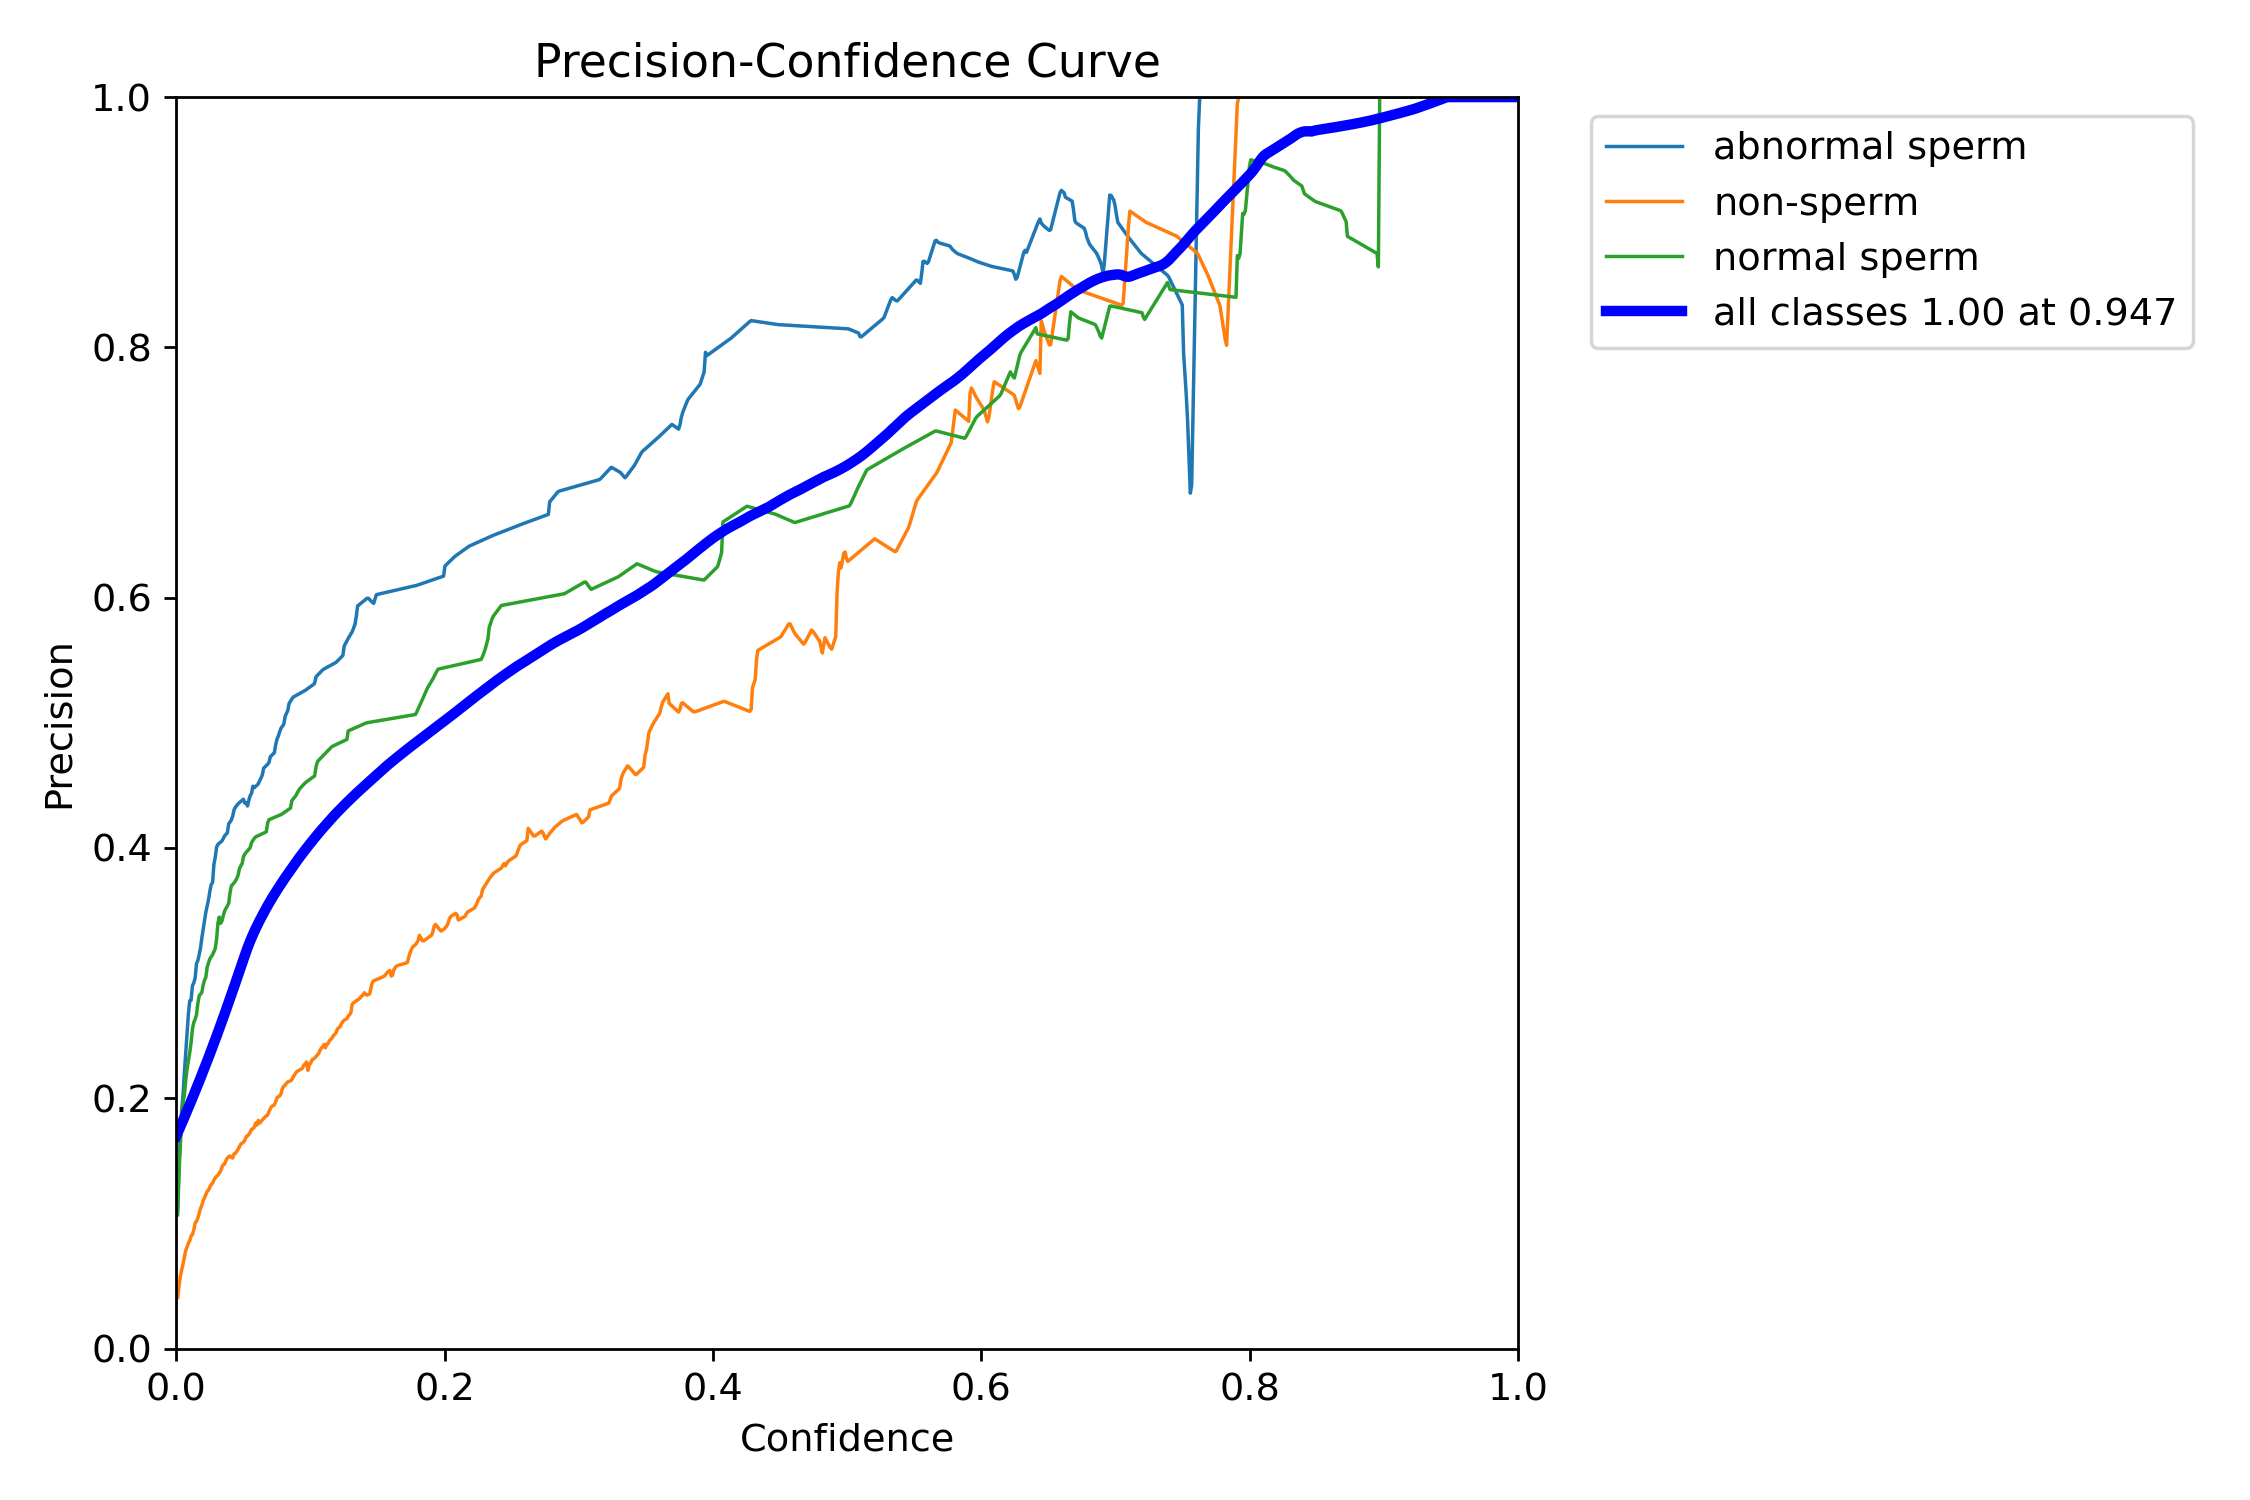 Precision-Confidence Curve
1.0
0.8
0.6
0.4
0.2
0.0
Precision
0.0 0.2 0.4 0.6 0.8 1.0
Confidence
abnormal sperm
non-sperm
normal sperm
all classes 1.00 at 0.947